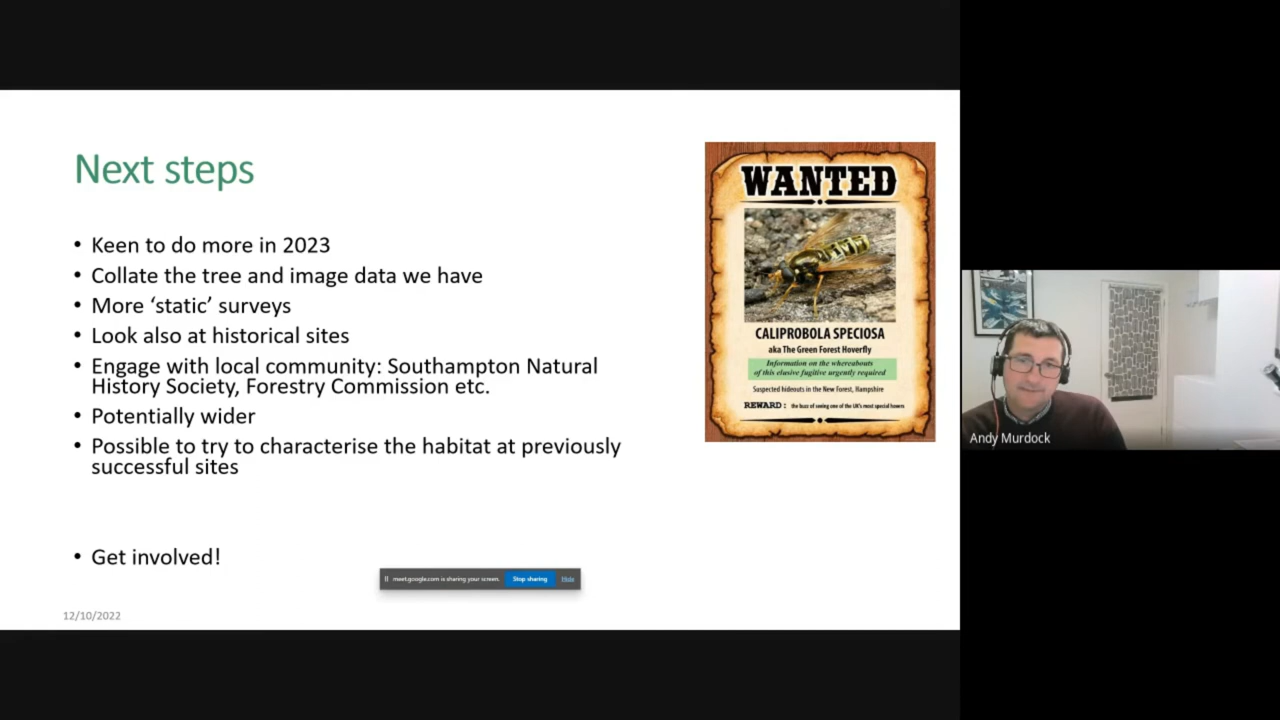 Next steps
• Keen to do more in 2023
• Collate the tree and image data we have
• More ‘static’ surveys
• Look also at historical sites
• Engage with local community: Southampton Natural
History Society, Forestry Commission etc.
• Potentially wider
• Possible to try to characterise the habitat at previously
successful sites
• Get involved!
12/10/2022
WANTED
CALIPROBOLA SPECIOSA
aka The Green Forest Hoverfly
Information on the whereabouts
of this elusive fugitive urgently required
Suspected hideouts in the New Forest, Hampshire
REWARD: the buzz of seeing one of the UK's most special hovers
meet.google.com is sharing your screen. Stop sharing Hide
Andy Murdock